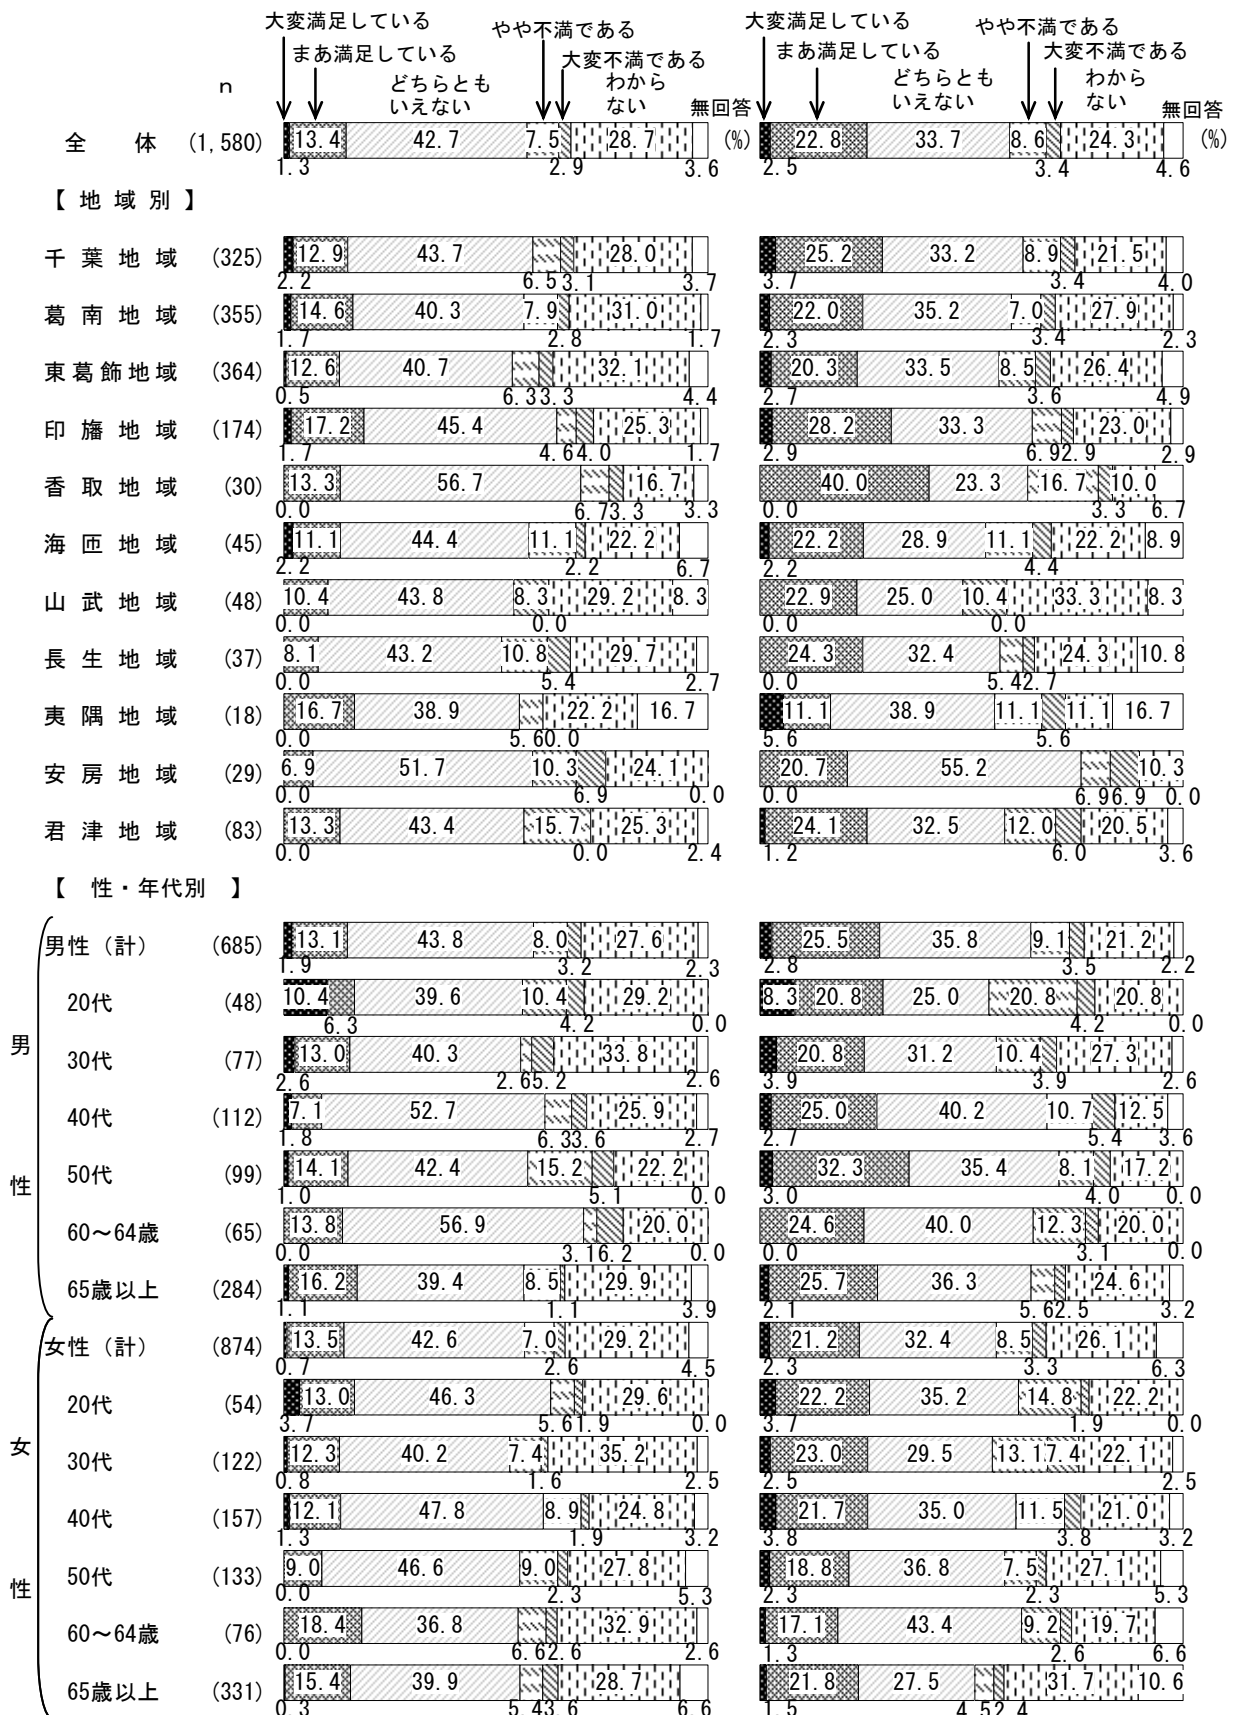 大変満足している 大変満足している
まあ満足している やや不満である まあ満足している やや不満である
どちらとも 大変不満である どちらとも 大変不満である
いえない わから いえない わから
n ない 無回答 ない 無回答
全 体 (1,580) 13.4 42.7 7.5 28.7 (%) 22.8 33.7 8.6 24.3 (%)
1.3 2.9 3.6 2.5 3.4 4.6
【 地 域 別 】
千 葉 地 域 (325) 12.9 43.7 28.0 25.2 33.2 8.9 21.5
2.2 6.5 3.1 3.7 3.7 3.4 4.0
葛 南 地 域 (355) 14.6 40.3 7.9 31.0 22.0 35.2 7.0 27.9
1.7 2.8 1.7 2.3 3.4 2.3
東 葛 飾 地 域 (364) 12.6 40.7 32.1 20.3 33.5 8.5 26.4
0.5 6.3 3.3 4.4 2.7 3.6 4.9
印 旛 地 域 (174) 17.2 45.4 25.3 28.2 33.3 23.0
1.7 4.6 4.0 1.7 2.9 6.9 2.9 2.9
香 取 地 域 (30) 13.3 56.7 16.7 40.0 23.3 16.7 10.0
0.0 6.7 3.3 3.3 0.0 3.3 6.7
海 匝 地 域 (45) 11.1 44.4 11.1 22.2 22.2 28.9 11.1 22.2 8.9
2.2 2.2 6.7 2.2 4.4
山 武 地 域 (48) 10.4 43.8 8.3 29.2 8.3 22.9 25.0 10.4 33.3 8.3
0.0 0.0 0.0 0.0
長 生 地 域 (37) 8.1 43.2 10.8 29.7 24.3 32.4 24.3 10.8
0.0 5.4 2.7 0.0 5.4 2.7
夷 隅 地 域 (18) 16.7 38.9 22.2 16.7 11.1 38.9 11.1 11.1 16.7
0.0 5.6 0.0 5.6 5.6
安 房 地 域 (29) 6.9 51.7 10.3 24.1 20.7 55.2 10.3
0.0 6.9 0.0 0.0 6.9 6.9 0.0
君 津 地 域 (83) 13.3 43.4 15.7 25.3 24.1 32.5 12.0 20.5
0.0 0.0 2.4 1.2 6.0 3.6
【 性・年代別 】
男性（計） (685) 13.1 43.8 8.0 27.6 25.5 35.8 9.1 21.2
1.9 3.2 2.3 2.8 3.5 2.2
20代 (48) 10.4 39.6 10.4 29.2 8.3 20.8 25.0 20.8 20.8
6.3 4.2 0.0 4.2 0.0
男
30代 (77) 13.0 40.3 33.8 20.8 31.2 10.4 27.3
2.6 2.6 5.2 2.6 3.9 3.9 2.6
40代 (112) 7.1 52.7 25.9 25.0 40.2 10.7 12.5
1.8 6.3 3.6 2.7 2.7 5.4 3.6
性
50代 (99) 14.1 42.4 15.2 22.2 32.3 35.4 8.1 17.2
1.0 5.1 0.0 3.0 4.0 0.0
60～64歳 (65) 13.8 56.9 20.0 24.6 40.0 12.3 20.0
0.0 3.1 6.2 0.0 0.0 3.1 0.0
65歳以上 (284) 16.2 39.4 8.5 29.9 25.7 36.3 24.6
1.1 1.1 3.9 2.1 5.6 2.5 3.2
女性（計） (874) 13.5 42.6 7.0 29.2 21.2 32.4 8.5 26.1
0.7 2.6 4.5 2.3 3.3 6.3
20代 (54) 13.0 46.3 29.6 22.2 35.2 14.8 22.2
3.7 5.6 1.9 0.0 3.7 1.9 0.0
女
30代 (122) 12.3 40.2 7.4 35.2 23.0 29.5 13.1 7.4 22.1
0.8 1.6 2.5 2.5 2.5
40代 (157) 12.1 47.8 8.9 24.8 21.7 35.0 11.5 21.0
1.3 1.9 3.2 3.8 3.8 3.2
性
50代 (133) 9.0 46.6 9.0 27.8 18.8 36.8 7.5 27.1
0.0 2.3 5.3 2.3 2.3 5.3
60～64歳 (76) 18.4 36.8 32.9 17.1 43.4 9.2 19.7
0.0 6.6 2.6 2.6 1.3 2.6 6.6
65歳以上 (331) 15.4 39.9 28.7 21.8 27.5 31.7 10.6
0.3 5.4 3.6 6.6 1.5 4.5 2.4